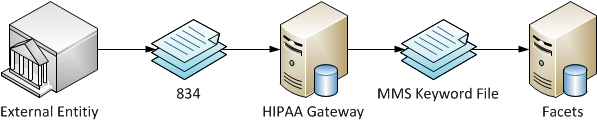 External Entitiy
834
HIPAA Gateway
MMS Keyword File
Facets